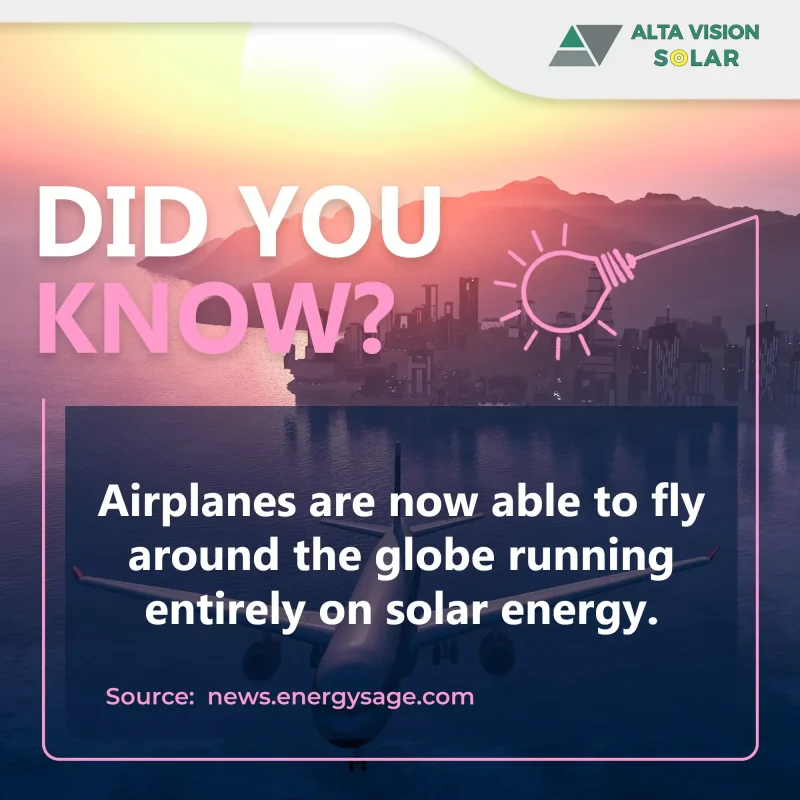 ALTA VISION
SOLAR
DID YOU
KNOW?
Airplanes are now able to fly
around the globe running
entirely on solar energy.
Source: news.energysage.com